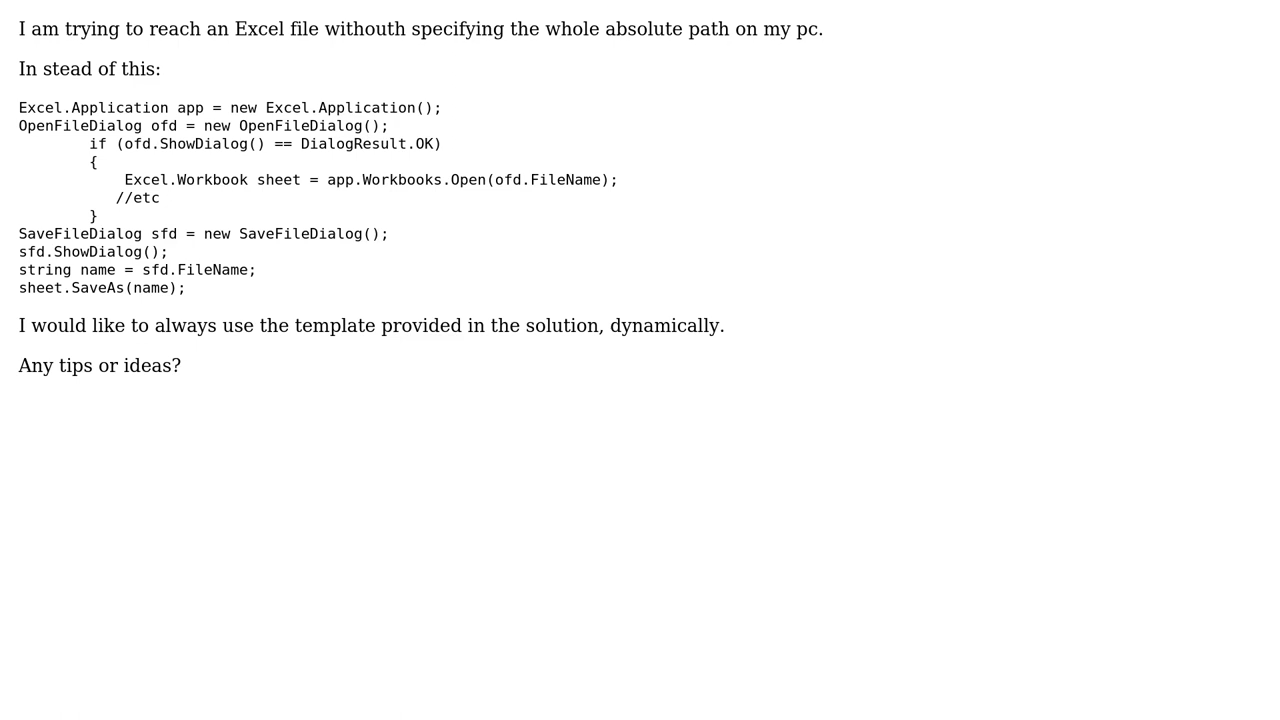 I am trying to reach an Excel file withouth specifying the whole absolute path on my pc.
In stead of this:
Excel.Application app = new Excel.Application();
OpenFileDialog ofd = new OpenFileDialog();
        if (ofd.ShowDialog() == DialogResult.OK)
        {
            Excel.Workbook sheet = app.Workbooks.Open(ofd.FileName);
           //etc
        }
SaveFileDialog sfd = new SaveFileDialog();
sfd.ShowDialog();
string name = sfd.FileName;
sheet.SaveAs(name);
I would like to always use the template provided in the solution, dynamically.
Any tips or ideas?